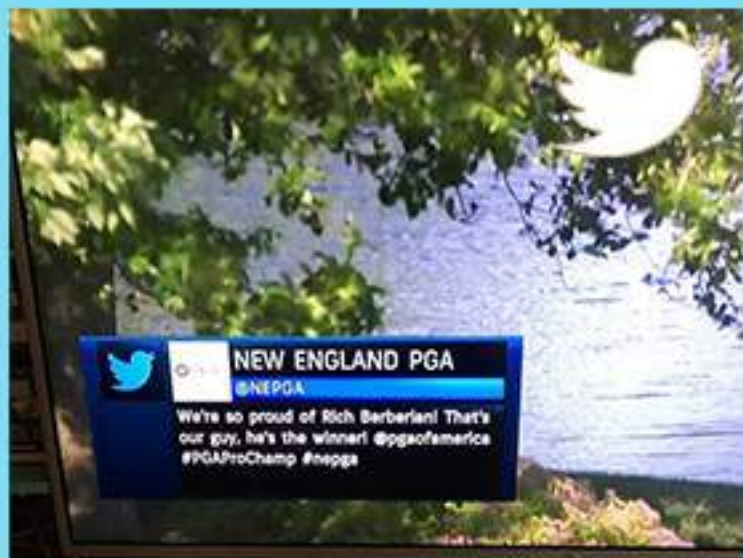 NEW ENGLAND PGA
@NEPGA
We're so proud of Rich Berberian! That's
our guy, he's the winner! @pgaofamerica
#PGAProChamp #nepga